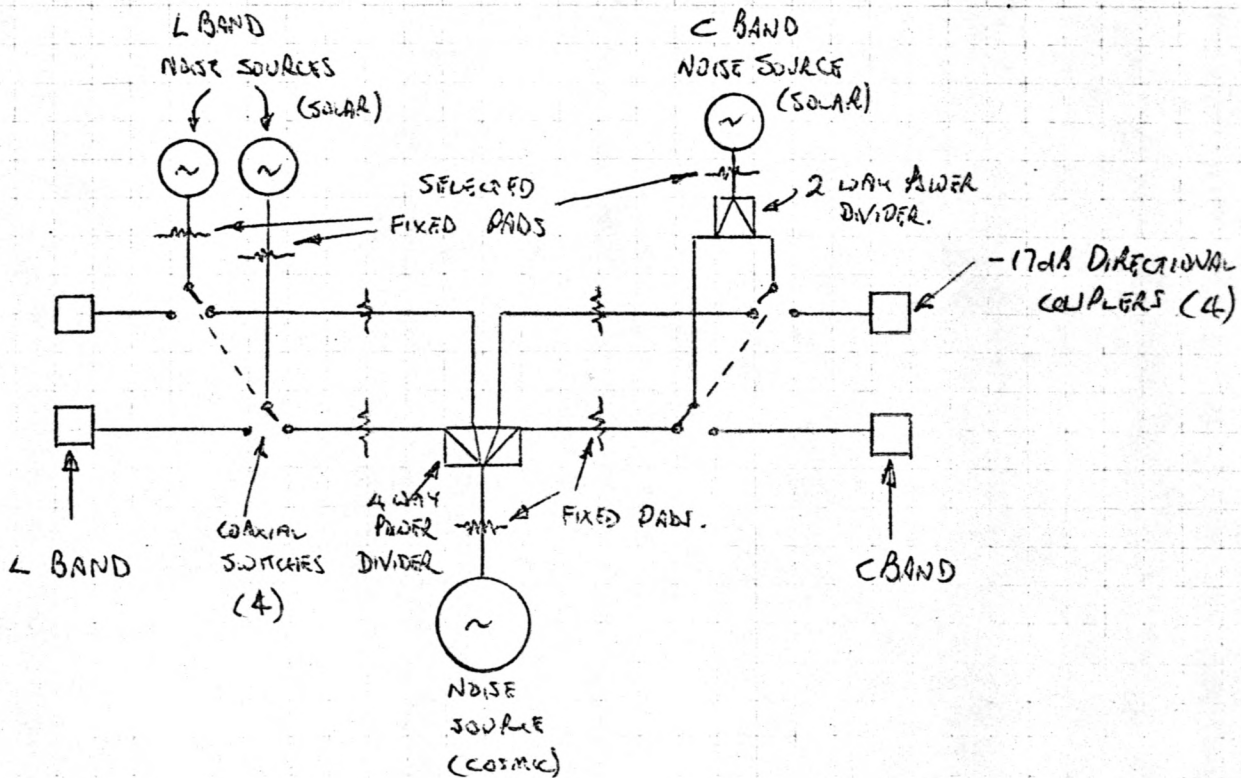 L BAND
NOISE SOURCES
(SOLAR)
C BAND
NOISE SOURCE
(SOLAR)
~
~
~
SELECTED
FIXED PADS
2 WAY POWER
DIVIDER.
-17dB DIRECTIONAL
COUPLERS (4)
L BAND
COAXIAL
SWITCHES
(4)
4 WAY
POWER
DIVIDER
FIXED PADS.
C BAND
~
NOISE
SOURCE
(COSMIC)